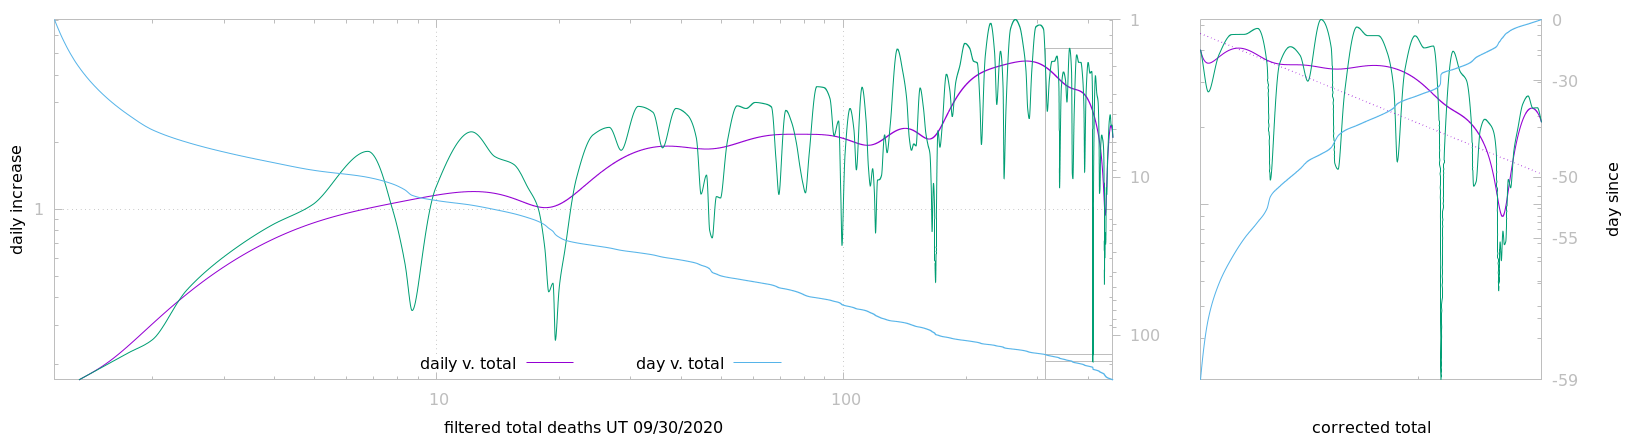 1
0
-30
10
-50
-55
100
-59
1
daily increase
day since
daily v. total
day v. total
10
100
filtered total deaths UT 09/30/2020
corrected total